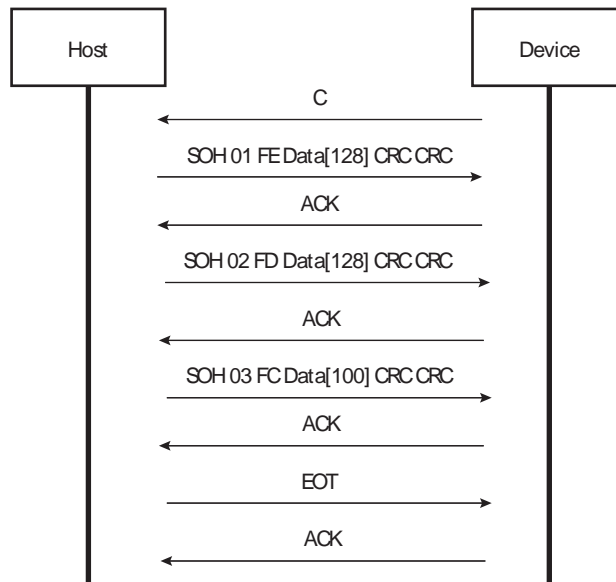 Host
Device
C
SOH 01 FE Data[128] CRC CRC
ACK
SOH 02 FD Data[128] CRC CRC
ACK
SOH 03 FC Data[100] CRC CRC
ACK
EOT
ACK